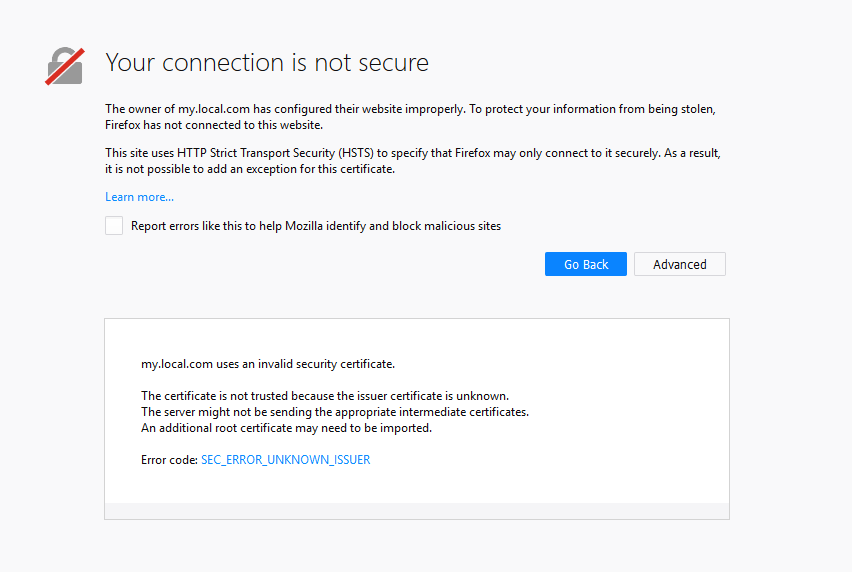 Your connection is not secure
The owner of my.local.com has configured their website improperly. To protect your information from being stolen,
Firefox has not connected to this website.
This site uses HTTP Strict Transport Security (HSTS) to specify that Firefox may only connect to it securely. As a result,
it is not possible to add an exception for this certificate.
Learn more...
Report errors like this to help Mozilla identify and block malicious sites
Go Back Advanced
my.local.com uses an invalid security certificate.
The certificate is not trusted because the issuer certificate is unknown.
The server might not be sending the appropriate intermediate certificates.
An additional root certificate may need to be imported.
Error code: SEC_ERROR_UNKNOWN_ISSUER